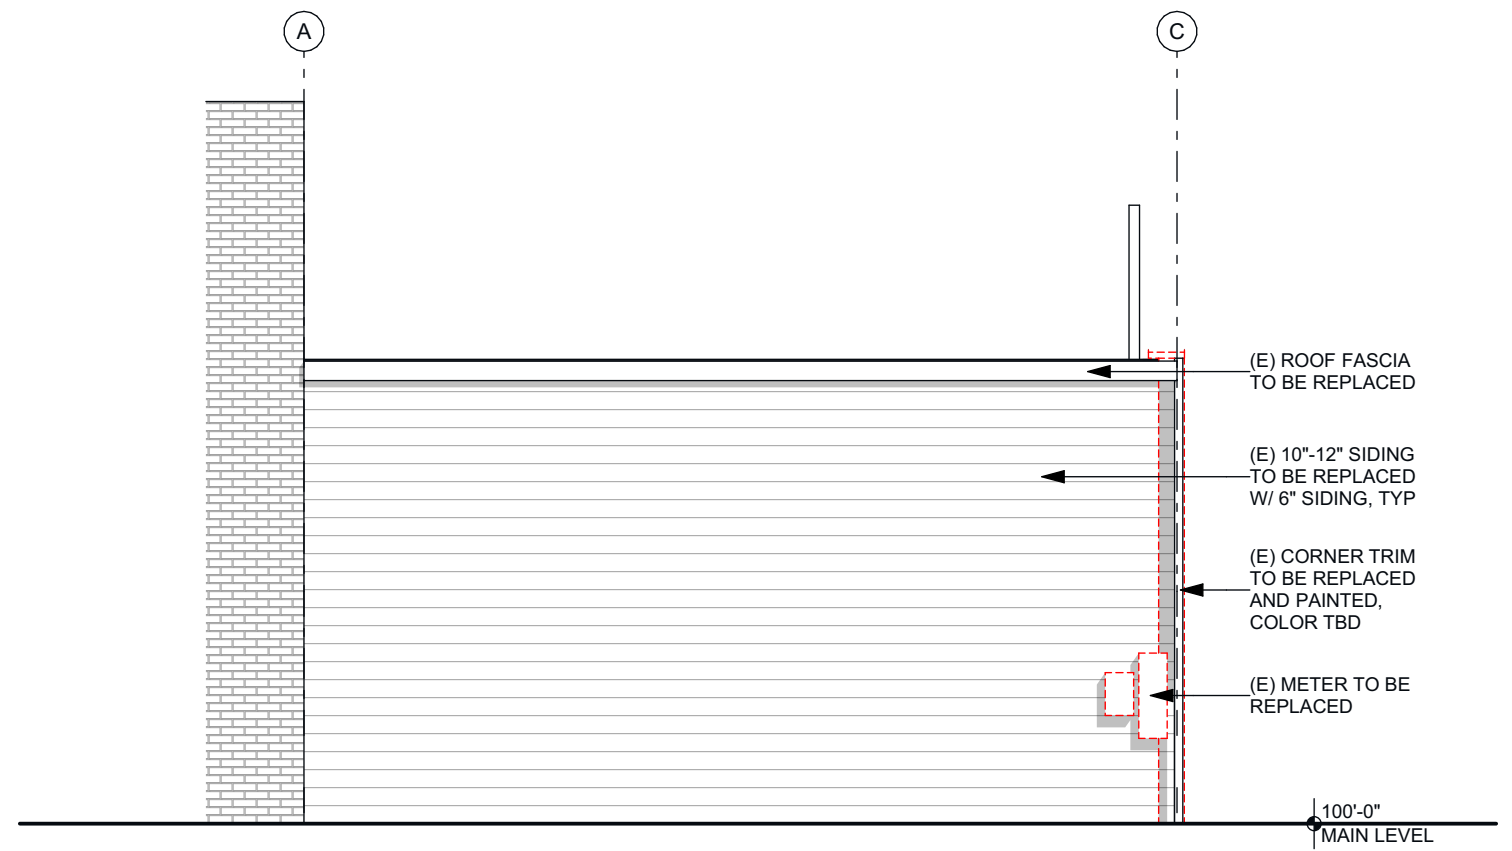 A
C
(E) ROOF FASCIA
TO BE REPLACED
(E) 10"-12" SIDING
TO BE REPLACED
W/ 6" SIDING, TYP
(E) CORNER TRIM
TO BE REPLACED
AND PAINTED,
COLOR TBD
(E) METER TO BE
REPLACED
100'-0"
MAIN LEVEL